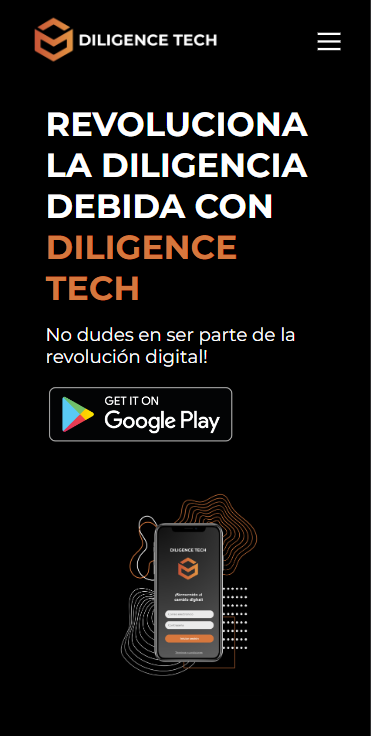 DILIGENCE TECH
REVOLUCIONA
LA DILIGENCIA
DEBIDA CON
DILIGENCE
TECH
No dudes en ser parte de la
revolución digital!
GET IT ON
Google Play
DILIGENCE TECH
¡Bienvenido al
cambio digital!